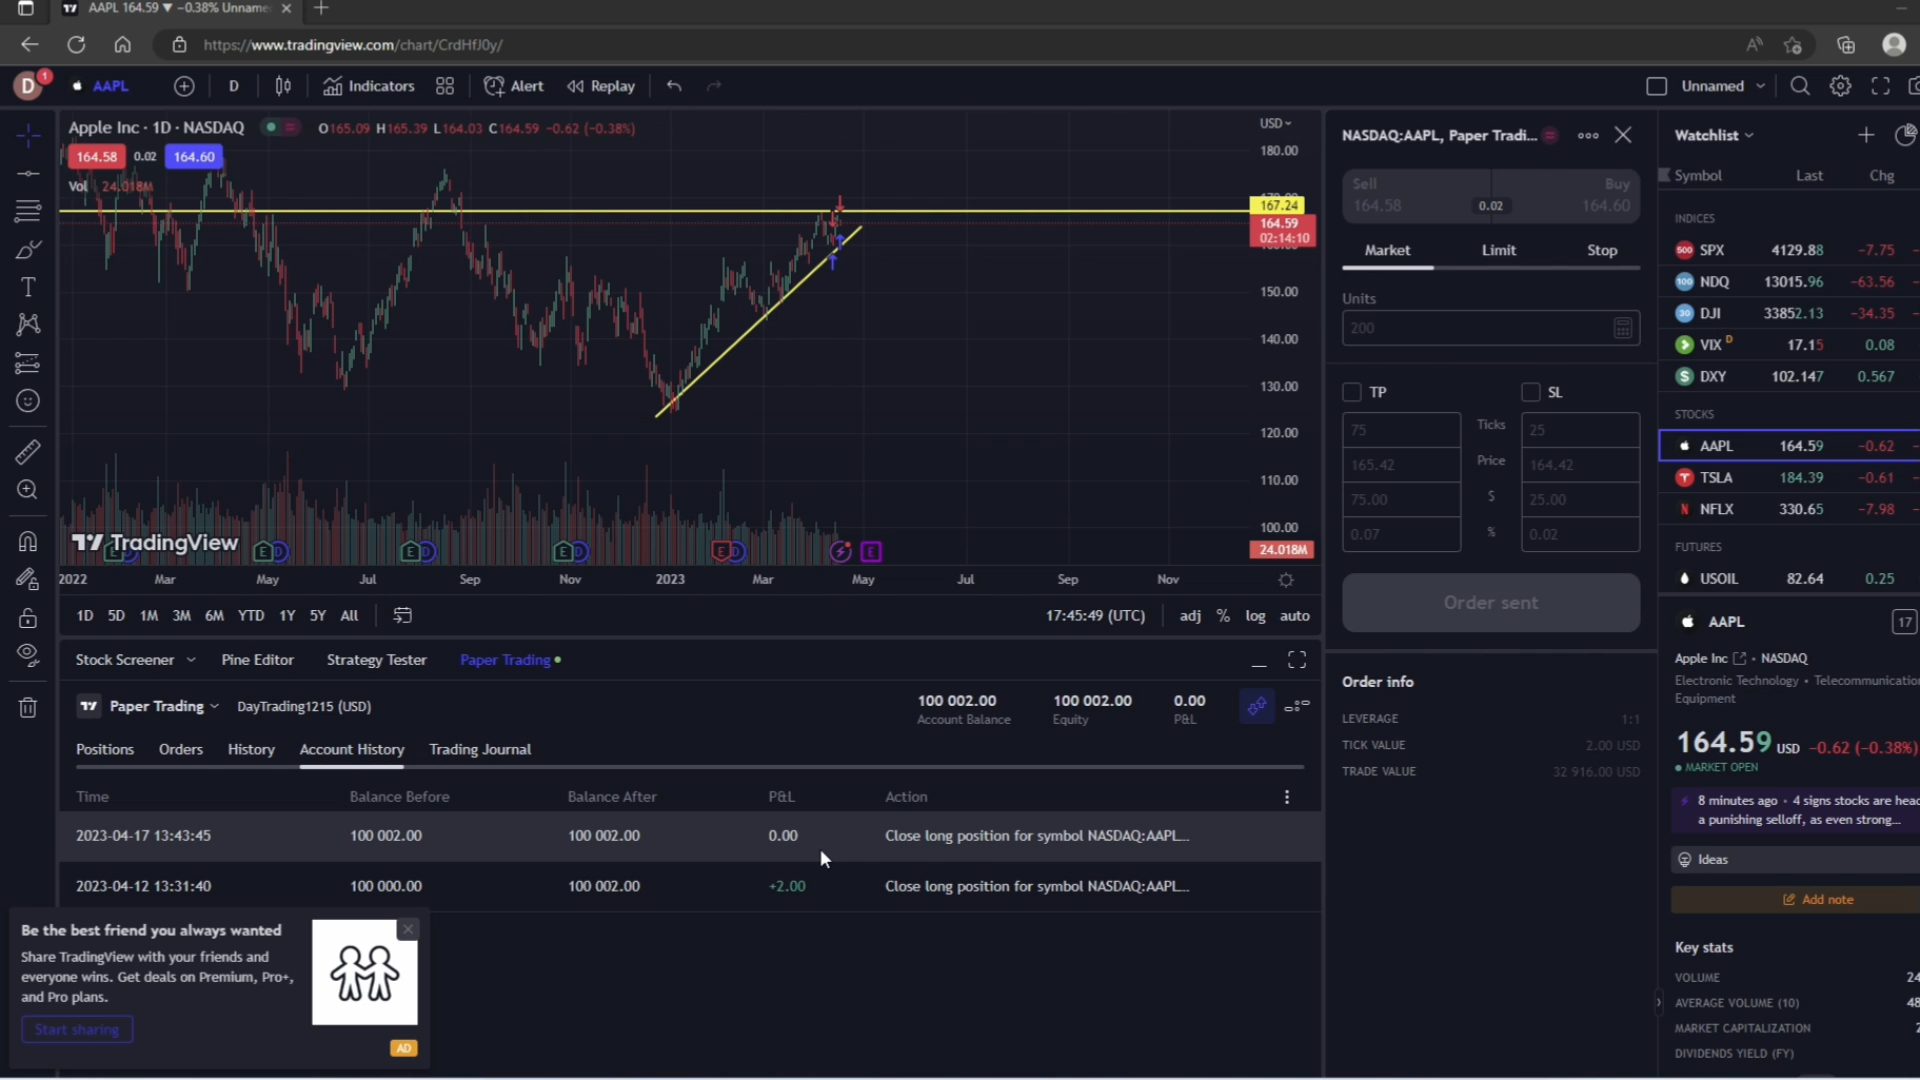 AAPL 164.59 ▼ −0.38% Unname
https://www.tradingview.com/chart/CrdHfJ0y/
D 1 AAPL D Indicators Alert Replay Unnamed
Apple Inc · 1D · NASDAQ O165.09 H165.39 L164.03 C164.59 −0.62 (−0.38%)
164.58 0.02 164.60
Vol 24.018M
USD
180.00
167.24
164.59
02:14:10
150.00
140.00
130.00
120.00
110.00
100.00
24.018M
TradingView
E D E D E D E D E
2022 Mar May Jul Sep Nov 2023 Mar May Jul Sep Nov
1D 5D 1M 3M 6M YTD 1Y 5Y All 17:45:49 (UTC) adj % log auto
Stock Screener Pine Editor Strategy Tester Paper Trading
Paper Trading DayTrading1215 (USD)
100 002.00 100 002.00 0.00
Account Balance Equity P&L
Positions Orders History Account History Trading Journal
Time Balance Before Balance After P&L Action
2023-04-17 13:43:45 100 002.00 100 002.00 0.00 Close long position for symbol NASDAQ:AAPL...
2023-04-12 13:31:40 100 000.00 100 002.00 +2.00 Close long position for symbol NASDAQ:AAPL...
Be the best friend you always wanted
Share TradingView with your friends and
everyone wins. Get deals on Premium, Pro+,
and Pro plans.
Start sharing
AD
NASDAQ:AAPL, Paper Tradi...
Sell Buy
164.58 0.02 164.60
Market Limit Stop
Units
200
TP SL
75 Ticks 25
165.42 Price 164.42
75.00 $ 25.00
0.07 % 0.02
Order sent
Order info
LEVERAGE 1:1
TICK VALUE 2.00 USD
TRADE VALUE 32 916.00 USD
Watchlist
Symbol Last Chg
INDICES
500 SPX 4129.88 −7.75
100 NDQ 13015.96 −63.56
30 DJI 33852.13 −34.35
VIX D 17.15 0.08
$ DXY 102.147 0.567
STOCKS
AAPL 164.59 −0.62
TSLA 184.39 −0.61
N NFLX 330.65 −7.98
FUTURES
USOIL 82.64 0.25
AAPL 17
Apple Inc • NASDAQ
Electronic Technology • Telecommunication
Equipment
164.59 USD −0.62 (−0.38%)
MARKET OPEN
8 minutes ago • 4 signs stocks are head
a punishing selloff, as even strong...
Ideas
Add note
Key stats
VOLUME 24
AVERAGE VOLUME (10) 48
MARKET CAPITALIZATION 2
DIVIDENDS YIELD (FY)